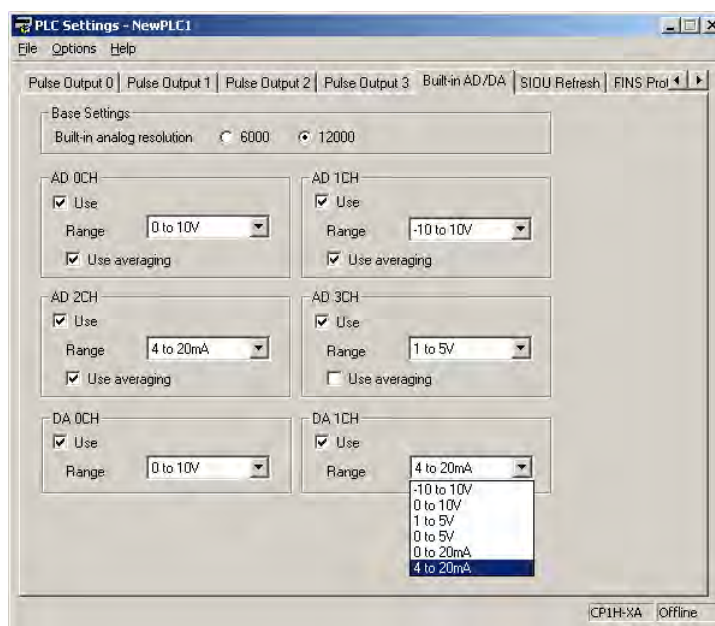 PLC Settings - NewPLC1
File Options Help
Pulse Output 0 Pulse Output 1 Pulse Output 2 Pulse Output 3 Built-in AD/DA SIOU Refresh FINS Prot
Base Settings
Built-in analog resolution 6000 12000
AD 0CH
Use
Range 0 to 10V
Use averaging
AD 1CH
Use
Range -10 to 10V
Use averaging
AD 2CH
Use
Range 4 to 20mA
Use averaging
AD 3CH
Use
Range 1 to 5V
Use averaging
DA 0CH
Use
Range 0 to 10V
DA 1CH
Use
Range 4 to 20mA
-10 to 10V
0 to 10V
1 to 5V
0 to 5V
0 to 20mA
4 to 20mA
CP1H-XA Offline